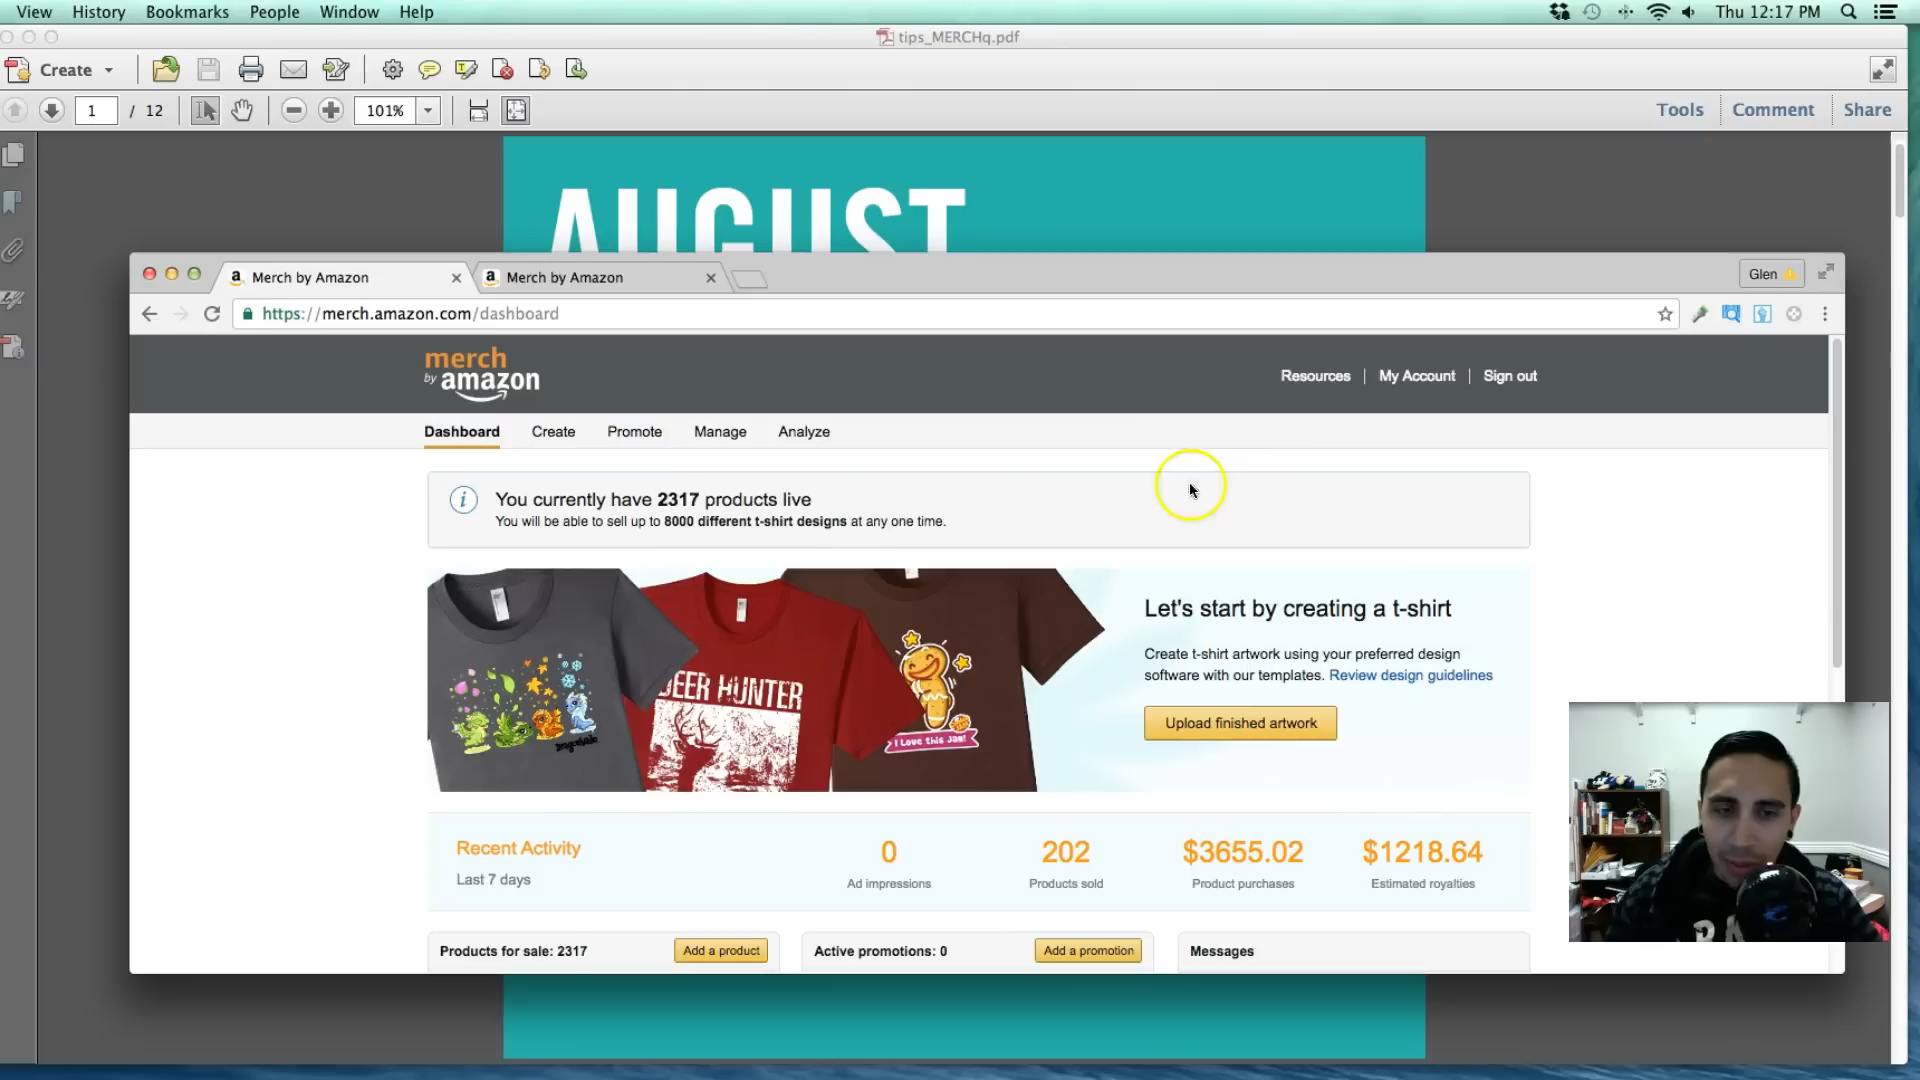 View History Bookmarks People Window Help Thu 12:17 PM
tips_MERCHq.pdf
Create
1 / 12 101% Tools Comment Share
AUGUST
Merch by Amazon Merch by Amazon Glen
https://merch.amazon.com/dashboard
merch
by amazon
Resources | My Account | Sign out
Dashboard Create Promote Manage Analyze
You currently have 2317 products live
You will be able to sell up to 8000 different t-shirt designs at any one time.
Let's start by creating a t-shirt
Create t-shirt artwork using your preferred design
software with our templates. Review design guidelines
Upload finished artwork
DEER HUNTER
I Love this Jam!
Recent Activity
Last 7 days
0
Ad impressions
202
Products sold
$3655.02
Product purchases
$1218.64
Estimated royalties
Products for sale: 2317 Add a product
Active promotions: 0 Add a promotion
Messages